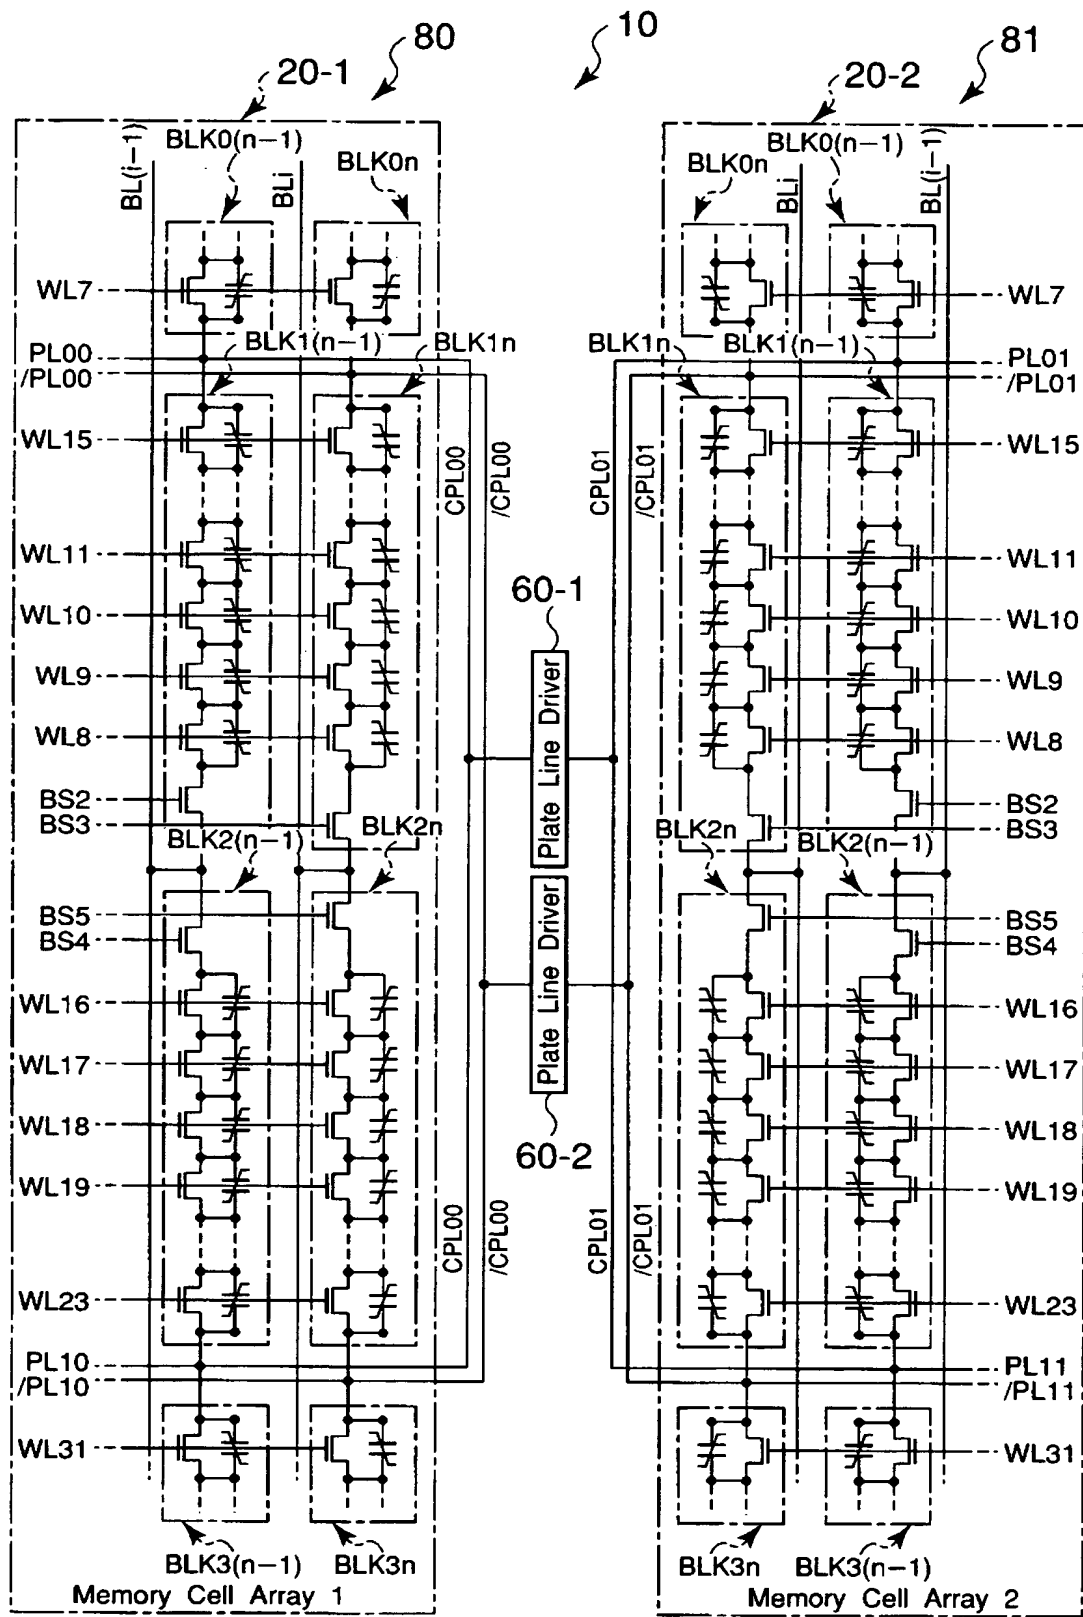 80
10
81
20-1
20-2
BL(i-1)
BLK0(n-1)
BLi
BLK0n
BLK0n
BLi
BLK0(n-1)
BL(i-1)
WL7
WL7
PL00
/PL00
BLK1(n-1)
BLK1n
BLK1n
BLK1(n-1)
PL01
/PL01
WL15
WL15
CPL00
/CPL00
CPL01
/CPL01
WL11
WL11
WL10
WL10
60-1
WL9
WL9
WL8
WL8
Plate Line Driver
BS2
BS3
BS2
BS3
BLK2(n-1)
BLK2n
BLK2n
BLK2(n-1)
BS5
BS4
BS5
BS4
Plate Line Driver
WL16
WL16
WL17
WL17
WL18
WL18
60-2
WL19
WL19
CPL00
/CPL00
CPL01
/CPL01
WL23
WL23
PL10
/PL10
PL11
/PL11
WL31
WL31
BLK3(n-1)
BLK3n
BLK3n
BLK3(n-1)
Memory Cell Array 1
Memory Cell Array 2